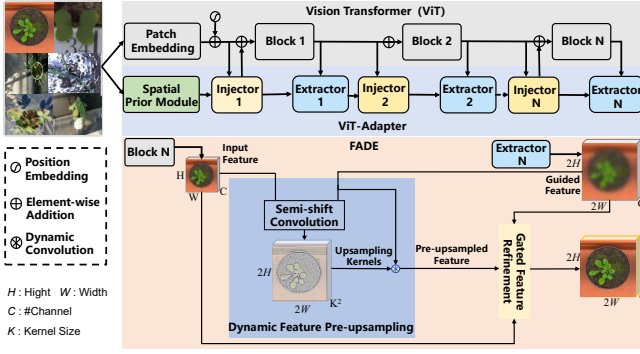 Vision Transformer (ViT)
Patch
Embedding
Block 1
Block 2
Block N
Spatial
Prior Module
Injector
1
Extractor
1
Injector
2
Extractor
2
Injector
N
Extractor
N
ViT-Adapter
Position
Embedding
Element-wise
Addition
Dynamic
Convolution
H : Hight W : Width
C : #Channel
K : Kernel Size
FADE
Block N
Input
Feature
H
W
C
Extractor
N
2H
Guided
Feature
2W
Semi-shift
Convolution
Upsampling
Kernels
2H
2W
K²
Pre-upsampled
Feature
Dynamic Feature Pre-upsampling
Gated Feature
Refinement
2H
2W